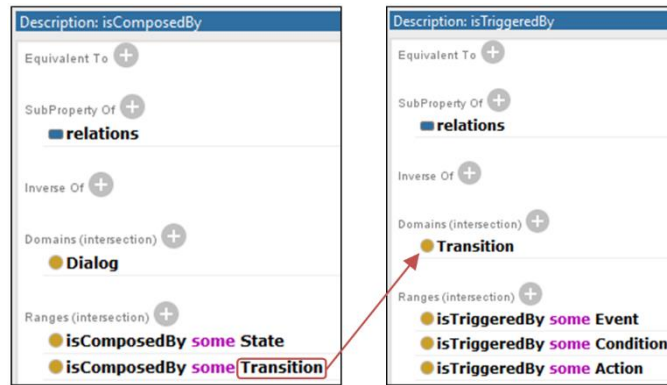 Description: isComposedBy
Equivalent To
SubProperty Of
relations
Inverse Of
Domains (intersection)
Dialog
Ranges (intersection)
isComposedBy some State
isComposedBy some Transition
Description: isTriggeredBy
Equivalent To
SubProperty Of
relations
Inverse Of
Domains (intersection)
Transition
Ranges (intersection)
isTriggeredBy some Event
isTriggeredBy some Condition
isTriggeredBy some Action